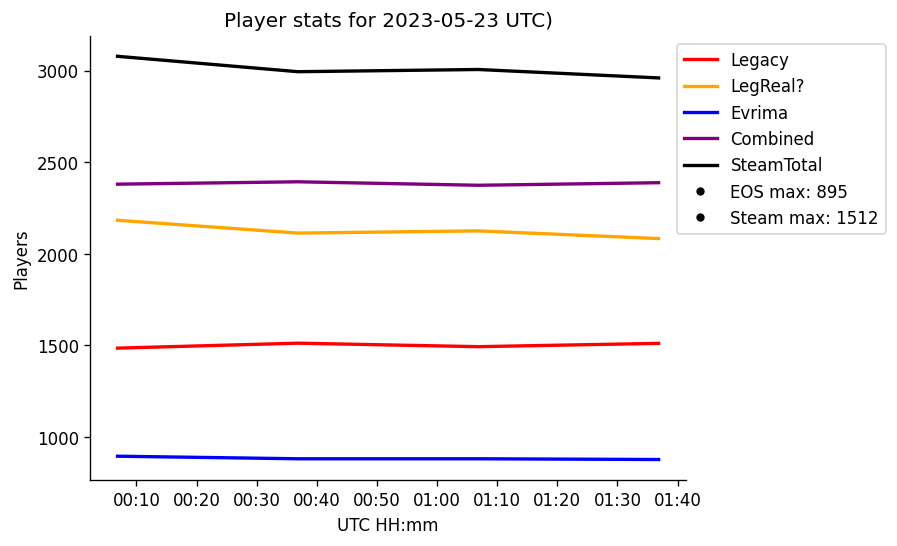 Player stats for 2023-05-23 UTC)
Legacy
LegReal?
Evrima
Combined
SteamTotal
EOS max: 895
Steam max: 1512
3000
2500
2000
1500
1000
Players
00:10 00:20 00:30 00:40 00:50 01:00 01:10 01:20 01:30 01:40
UTC HH:mm